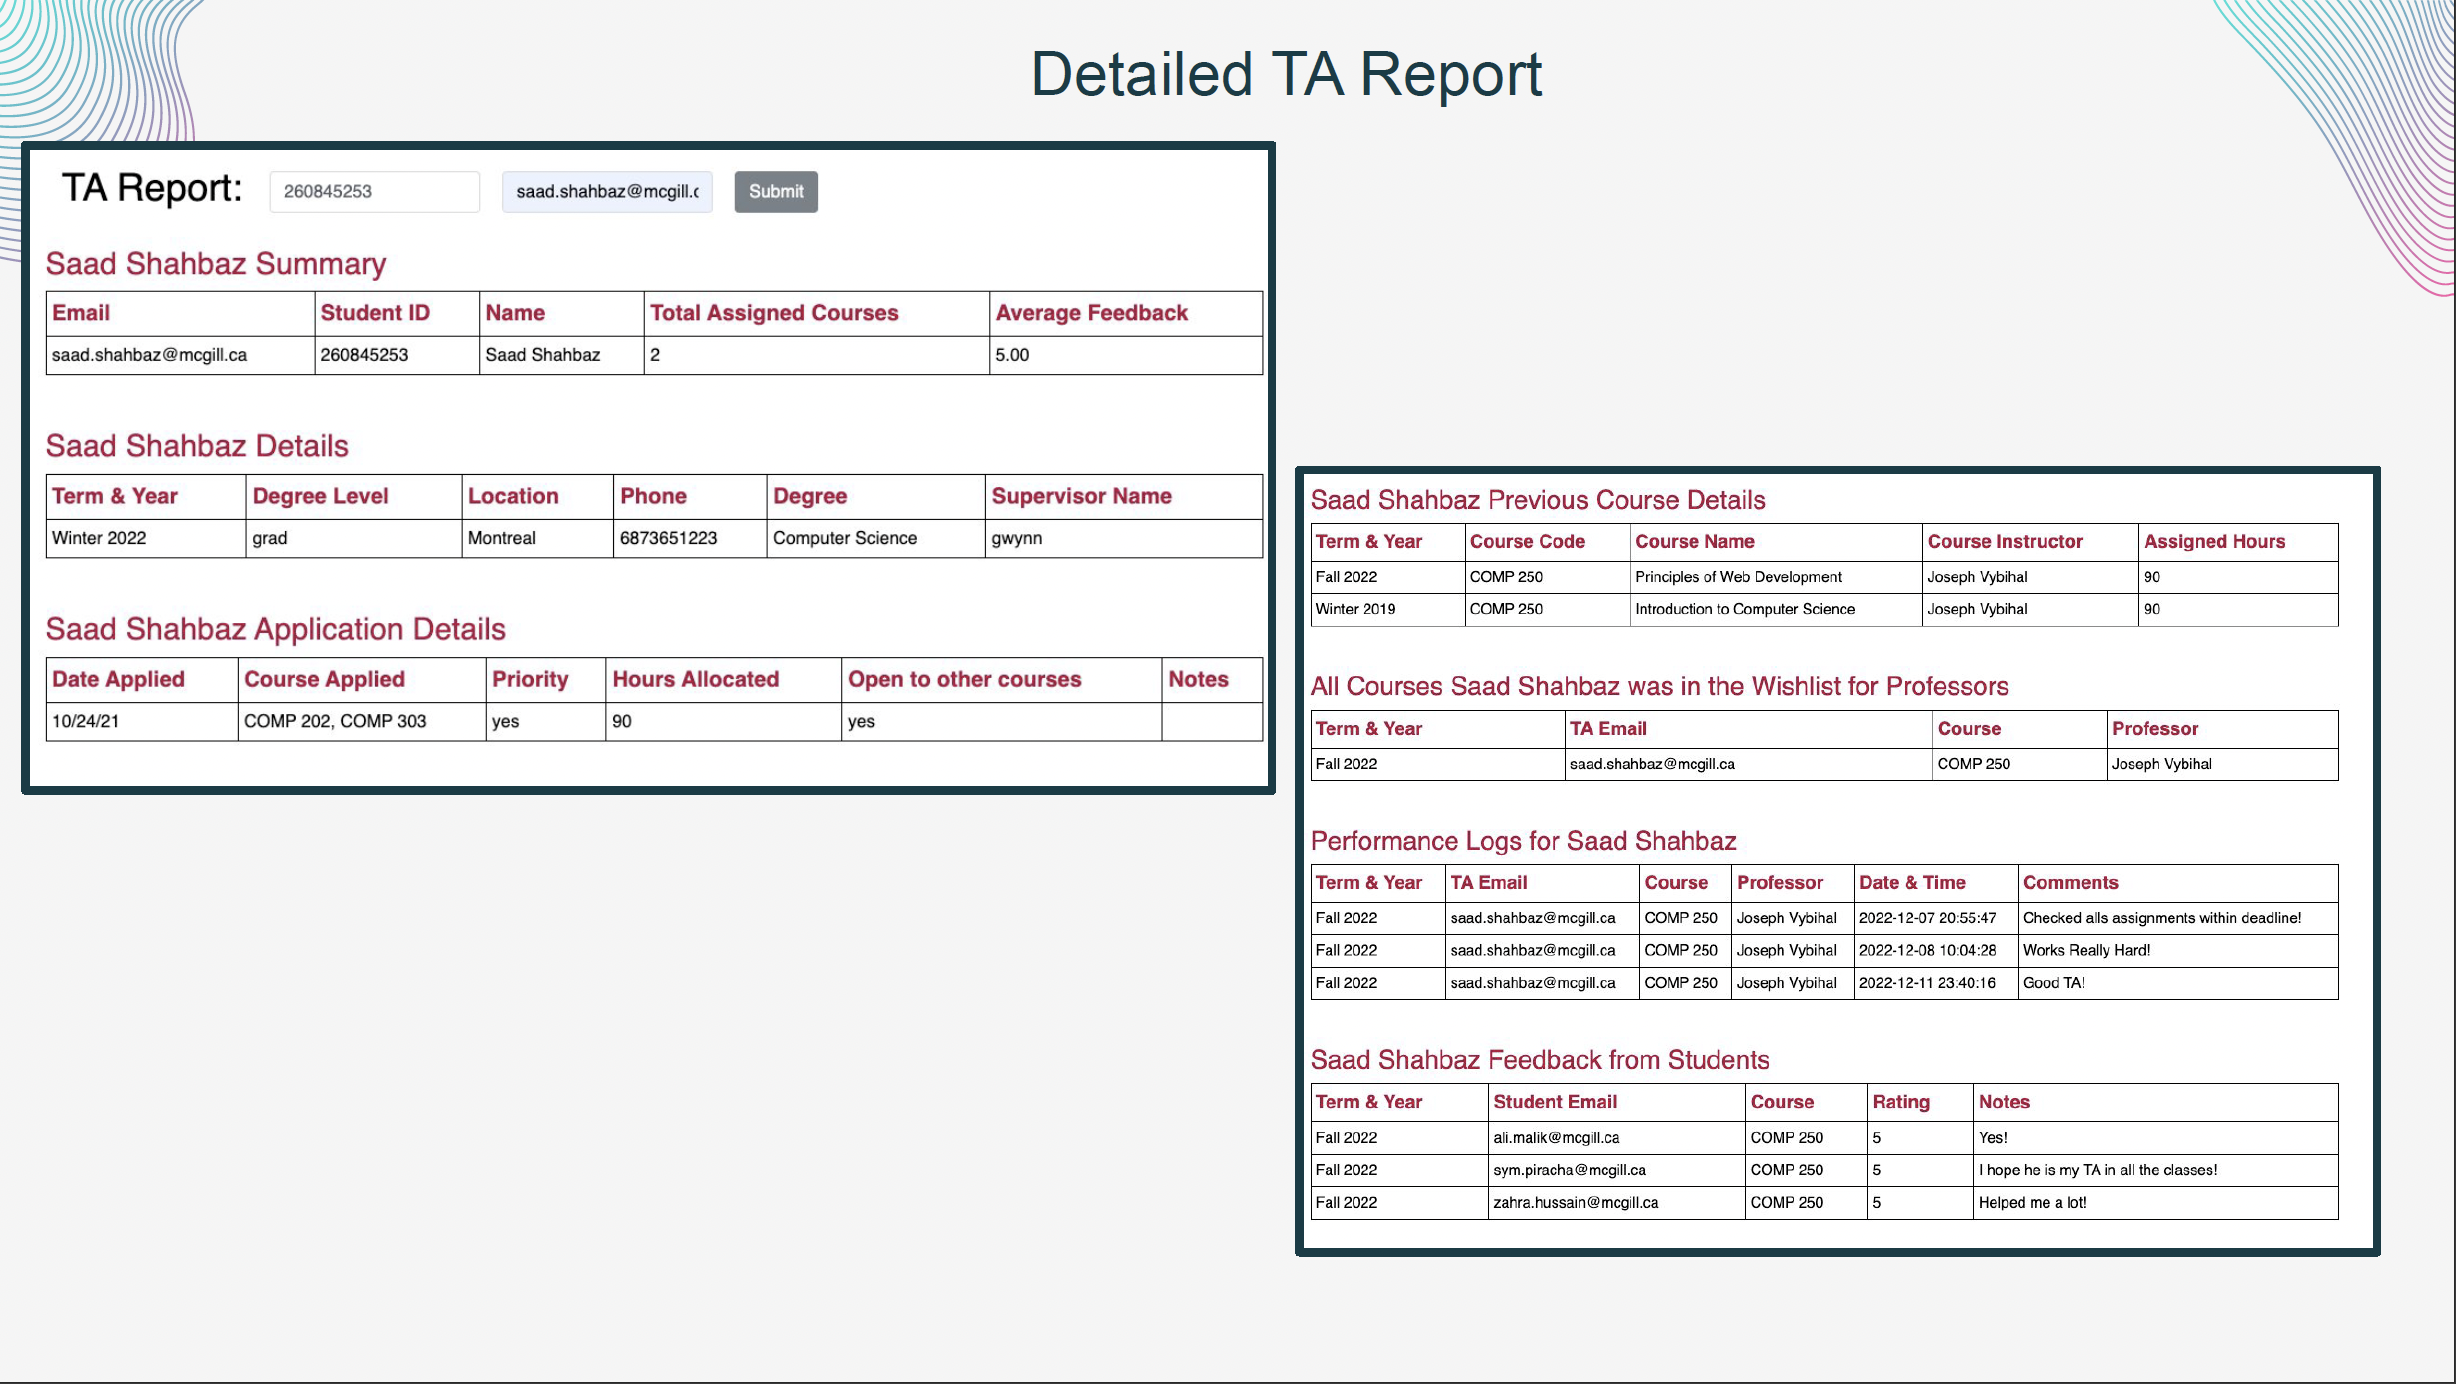 Detailed TA Report
TA Report: 260845253 saad.shahbaz@mcgill.c Submit
Saad Shahbaz Summary
Email Student ID Name Total Assigned Courses Average Feedback
saad.shahbaz@mcgill.ca 260845253 Saad Shahbaz 2 5.00
Saad Shahbaz Details
Term & Year Degree Level Location Phone Degree Supervisor Name
Winter 2022 grad Montreal 6873651223 Computer Science gwynn
Saad Shahbaz Application Details
Date Applied Course Applied Priority Hours Allocated Open to other courses Notes
10/24/21 COMP 202, COMP 303 yes 90 yes
Saad Shahbaz Previous Course Details
Term & Year Course Code Course Name Course Instructor Assigned Hours
Fall 2022 COMP 250 Principles of Web Development Joseph Vybihal 90
Winter 2019 COMP 250 Introduction to Computer Science Joseph Vybihal 90
All Courses Saad Shahbaz was in the Wishlist for Professors
Term & Year TA Email Course Professor
Fall 2022 saad.shahbaz@mcgill.ca COMP 250 Joseph Vybihal
Performance Logs for Saad Shahbaz
Term & Year TA Email Course Professor Date & Time Comments
Fall 2022 saad.shahbaz@mcgill.ca COMP 250 Joseph Vybihal 2022-12-07 20:55:47 Checked alls assignments within deadline!
Fall 2022 saad.shahbaz@mcgill.ca COMP 250 Joseph Vybihal 2022-12-08 10:04:28 Works Really Hard!
Fall 2022 saad.shahbaz@mcgill.ca COMP 250 Joseph Vybihal 2022-12-11 23:40:16 Good TA!
Saad Shahbaz Feedback from Students
Term & Year Student Email Course Rating Notes
Fall 2022 ali.malik@mcgill.ca COMP 250 5 Yes!
Fall 2022 sym.piracha@mcgill.ca COMP 250 5 I hope he is my TA in all the classes!
Fall 2022 zahra.hussain@mcgill.ca COMP 250 5 Helped me a lot!